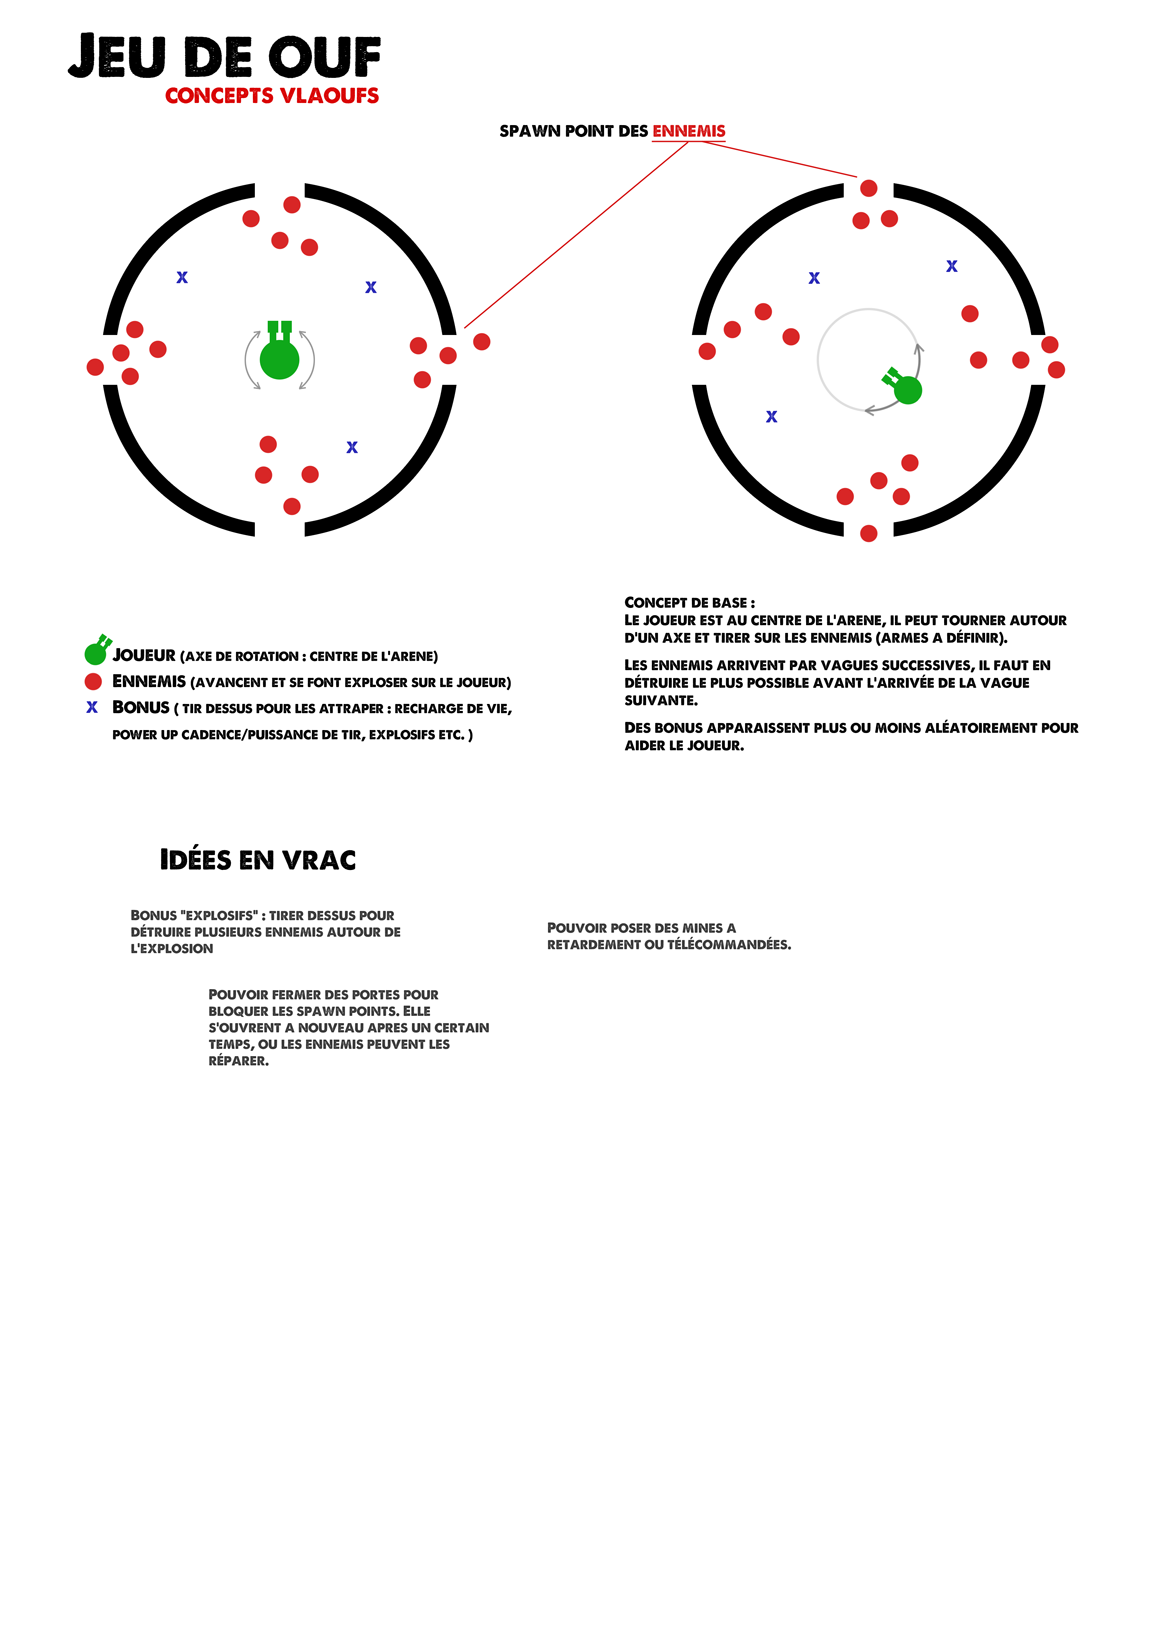 JEU DE OUF
CONCEPTS VLAOUFS
SPAWN POINT DES ENNEMIS
X
X
X
X
X
X
JOUEUR (AXE DE ROTATION : CENTRE DE L'ARENE)
ENNEMIS (AVANCENT ET SE FONT EXPLOSER SUR LE JOUEUR)
X BONUS ( TIR DESSUS POUR LES ATTRAPER : RECHARGE DE VIE,
POWER UP CADENCE/PUISSANCE DE TIR, EXPLOSIFS ETC. )
CONCEPT DE BASE :
LE JOUEUR EST AU CENTRE DE L'ARENE, IL PEUT TOURNER AUTOUR
D'UN AXE ET TIRER SUR LES ENNEMIS (ARMES A DÉFINIR).
LES ENNEMIS ARRIVENT PAR VAGUES SUCCESSIVES, IL FAUT EN
DÉTRUIRE LE PLUS POSSIBLE AVANT L'ARRIVÉE DE LA VAGUE
SUIVANTE.
DES BONUS APPARAISSENT PLUS OU MOINS ALÉATOIREMENT POUR
AIDER LE JOUEUR.
IDÉES EN VRAC
BONUS "EXPLOSIFS" : TIRER DESSUS POUR
DÉTRUIRE PLUSIEURS ENNEMIS AUTOUR DE
L'EXPLOSION
POUVOIR POSER DES MINES A
RETARDEMENT OU TÉLÉCOMMANDÉES.
POUVOIR FERMER DES PORTES POUR
BLOQUER LES SPAWN POINTS. ELLE
S'OUVRENT A NOUVEAU APRES UN CERTAIN
TEMPS, OU LES ENNEMIS PEUVENT LES
RÉPARER.